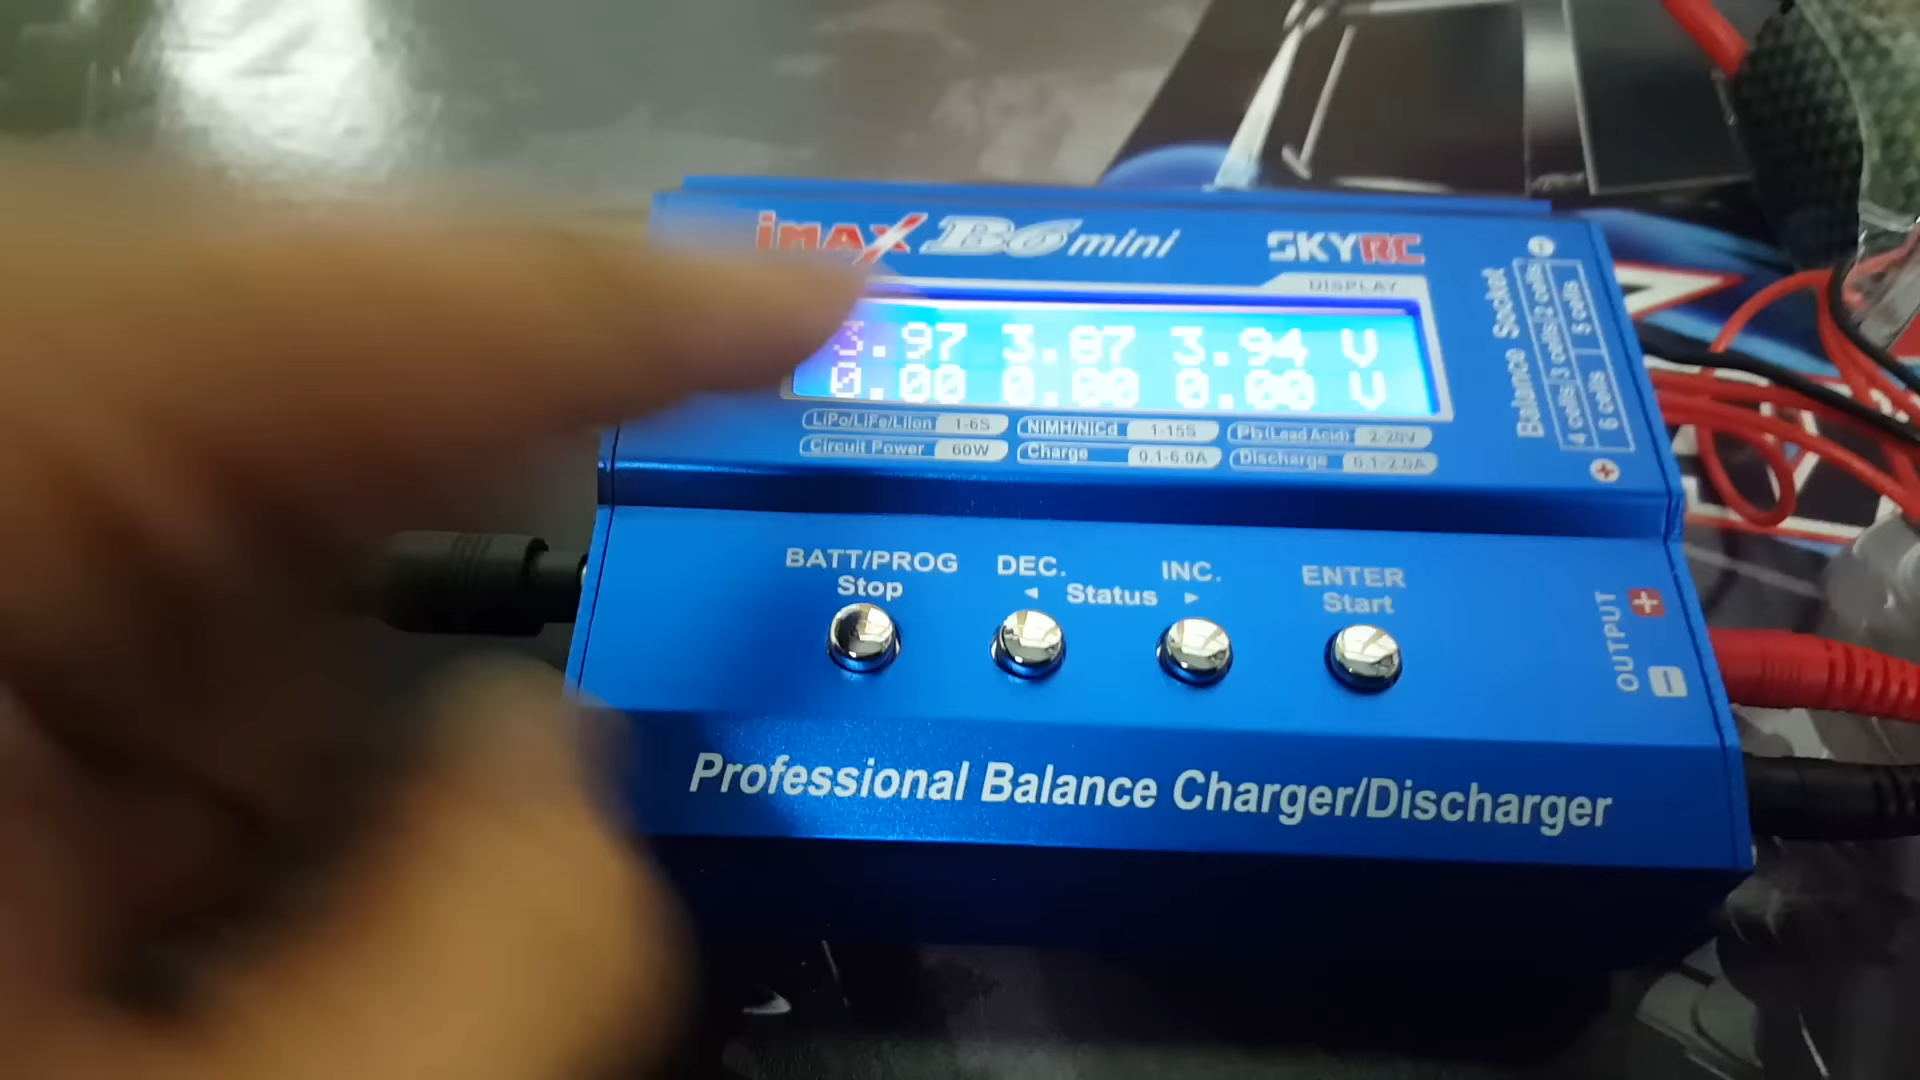 iMAX B6 mini
SKYRC
DISPLAY
.97 3.87 3.94 V
0.00 0.00 0.00 V
LiPo/LiFe/LiIon 1-6S
NiMH/NiCd 1-15S
Pb(Lead Acid) 2-20V
Circuit Power 60W
Charge 0.1-6.0A
Discharge 0.1-2.0A
Balance Socket
2 cells
3 cells
4 cells
5 cells
6 cells
BATT/PROG
Stop
DEC.
INC.
◄ Status ►
ENTER
Start
OUTPUT
Professional Balance Charger/Discharger